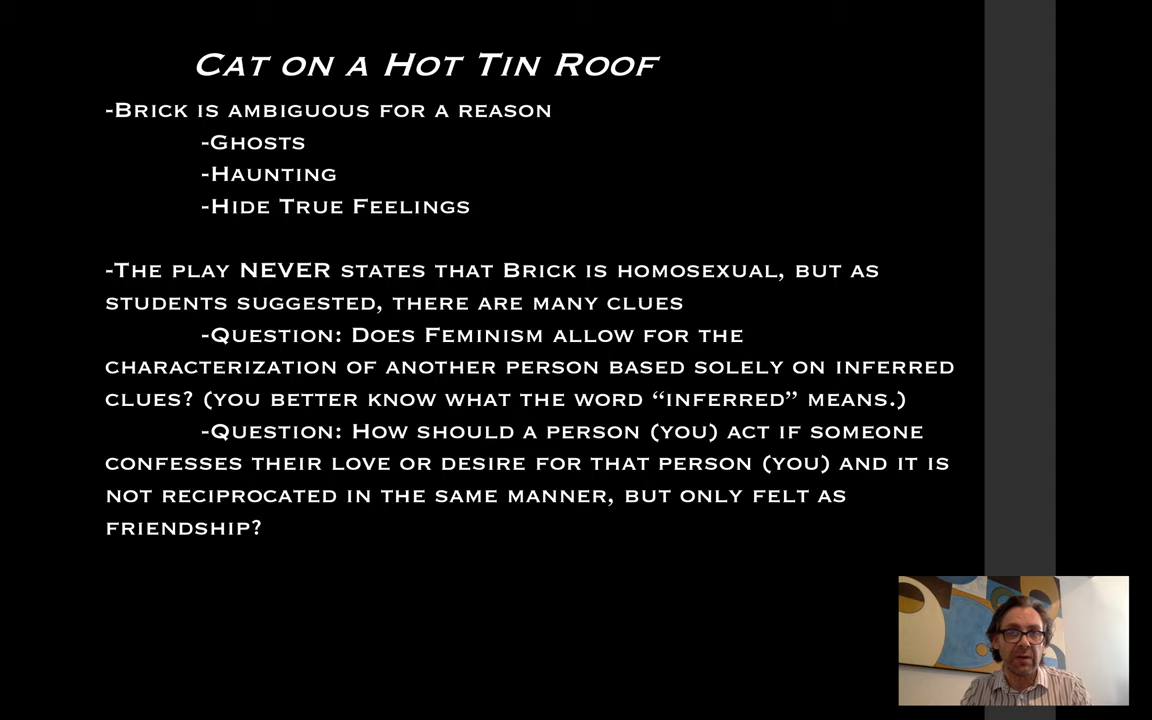 Cat on a Hot Tin Roof
-Brick is ambiguous for a reason
-Ghosts
-Haunting
-Hide True Feelings
-The play NEVER states that Brick is homosexual, but as
students suggested, there are many clues
-Question: Does Feminism allow for the
characterization of another person based solely on inferred
clues? (you better know what the word “inferred” means.)
-Question: How should a person (you) act if someone
confesses their love or desire for that person (you) and it is
not reciprocated in the same manner, but only felt as
friendship?